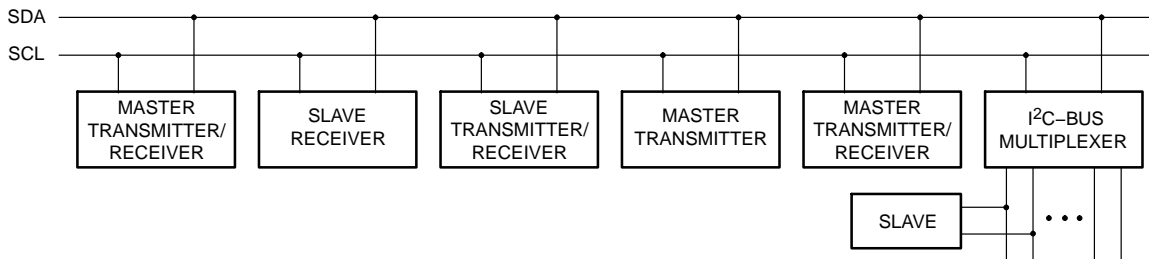 SDA
SCL
MASTER
TRANSMITTER/
RECEIVER
SLAVE
RECEIVER
SLAVE
TRANSMITTER/
RECEIVER
MASTER
TRANSMITTER
MASTER
TRANSMITTER/
RECEIVER
I²C−BUS
MULTIPLEXER
SLAVE